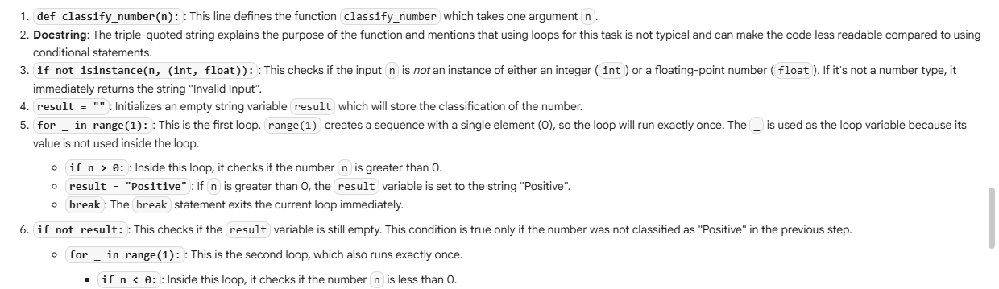 1. def classify_number(n): : This line defines the function classify_number which takes one argument n .
2. Docstring: The triple-quoted string explains the purpose of the function and mentions that using loops for this task is not typical and can make the code less readable compared to using
conditional statements.
3. if not isinstance(n, (int, float)): : This checks if the input n is not an instance of either an integer ( int ) or a floating-point number ( float ). If it's not a number type, it
immediately returns the string "Invalid Input".
4. result = "" : Initializes an empty string variable result which will store the classification of the number.
5. for _ in range(1): : This is the first loop. range(1) creates a sequence with a single element (0), so the loop will run exactly once. The _ is used as the loop variable because its
value is not used inside the loop.
if n > 0: : Inside this loop, it checks if the number n is greater than 0.
result = "Positive" : If n is greater than 0, the result variable is set to the string "Positive".
break : The break statement exits the current loop immediately.
6. if not result: : This checks if the result variable is still empty. This condition is true only if the number was not classified as "Positive" in the previous step.
for _ in range(1): : This is the second loop, which also runs exactly once.
if n < 0: : Inside this loop, it checks if the number n is less than 0.